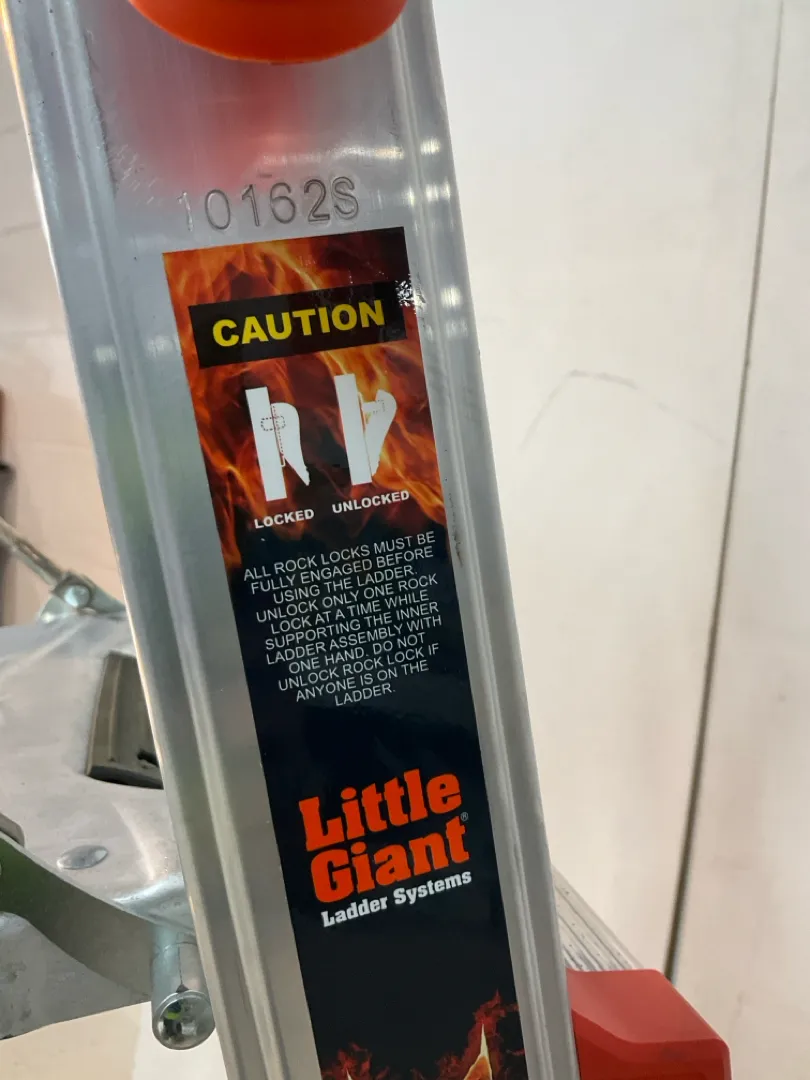 10162S
CAUTION
LOCKED UNLOCKED
ALL ROCK LOCKS MUST BE
FULLY ENGAGED BEFORE
USING THE LADDER.
UNLOCK ONLY ONE ROCK
LOCK AT A TIME WHILE
SUPPORTING THE INNER
LADDER ASSEMBLY WITH
ONE HAND. DO NOT
UNLOCK ROCK LOCK IF
ANYONE IS ON THE
LADDER.
Little
Giant®
Ladder Systems